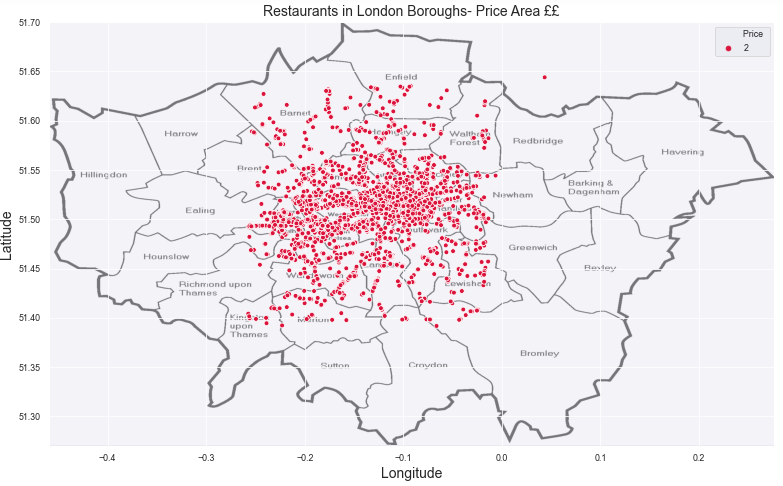 Restaurants in London Boroughs- Price Area ££
Price
2
51.70
51.65
51.60
51.55
51.50
51.45
51.40
51.35
51.30
Latitude
Enfield
Barnet
Harrow
Redbridge
Havering
Hillingdon
Brent
Barking &
Dagenham
Newham
Ealing
Greenwich
Hounslow
Bexley
Richmond upon
Thames
Lewisham
Kingston
upon
Thames
Merton
Bromley
Sutton
Croydon
−0.4
−0.3
−0.2
−0.1
0.0
0.1
0.2
Longitude